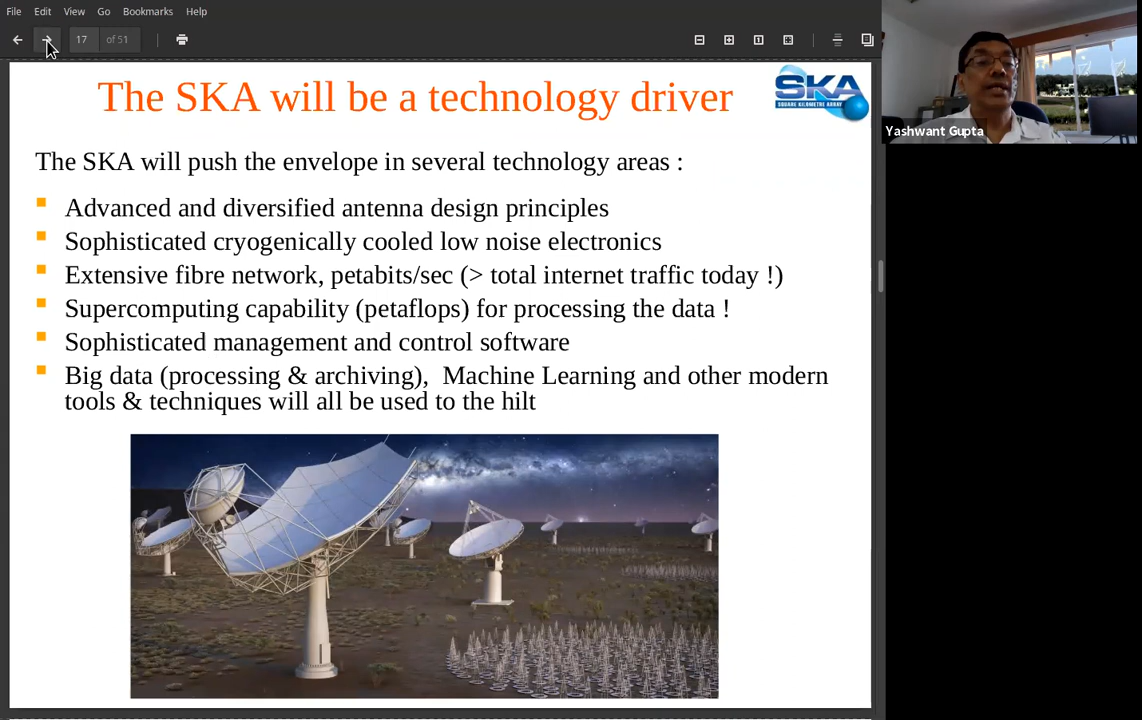 File Edit View Go Bookmarks Help
17 of 51
The SKA will be a technology driver
SKA
SQUARE KILOMETRE ARRAY
Yashwant Gupta
The SKA will push the envelope in several technology areas :
Advanced and diversified antenna design principles
Sophisticated cryogenically cooled low noise electronics
Extensive fibre network, petabits/sec (> total internet traffic today !)
Supercomputing capability (petaflops) for processing the data !
Sophisticated management and control software
Big data (processing & archiving),  Machine Learning and other modern
tools & techniques will all be used to the hilt